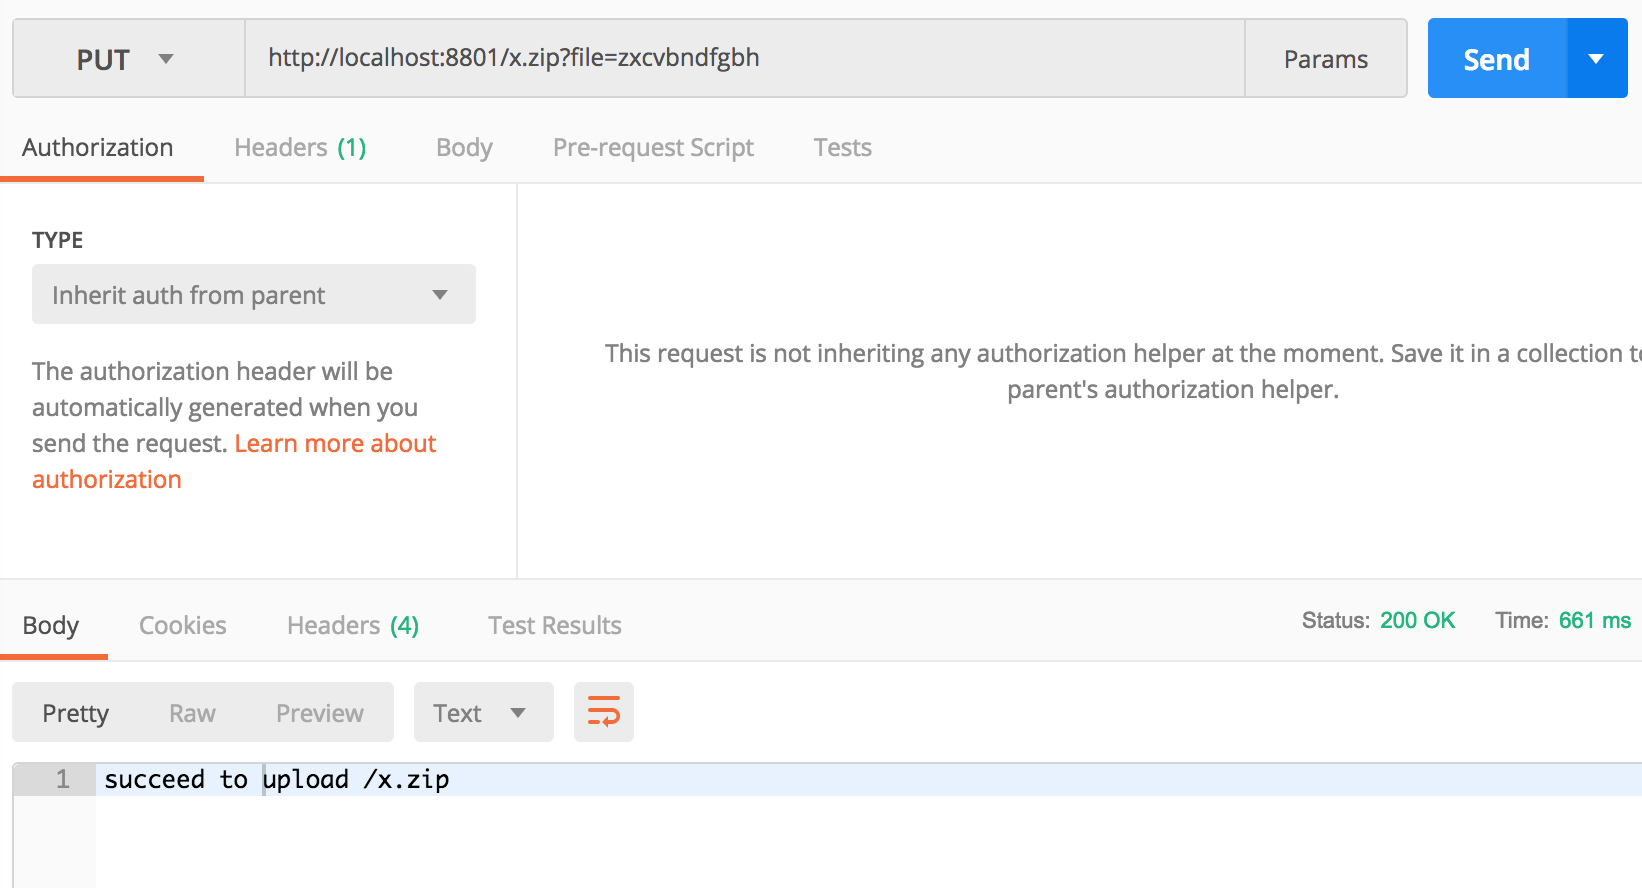 PUT
http://localhost:8801/x.zip?file=zxcvbndfgbh
Params
Send
Authorization
Headers (1)
Body
Pre-request Script
Tests
TYPE
Inherit auth from parent
The authorization header will be
automatically generated when you
send the request. Learn more about
authorization
This request is not inheriting any authorization helper at the moment. Save it in a collection
parent's authorization helper.
Body
Cookies
Headers (4)
Test Results
Status: 200 OK
Time: 661 ms
Pretty
Raw
Preview
Text
1 succeed to upload /x.zip